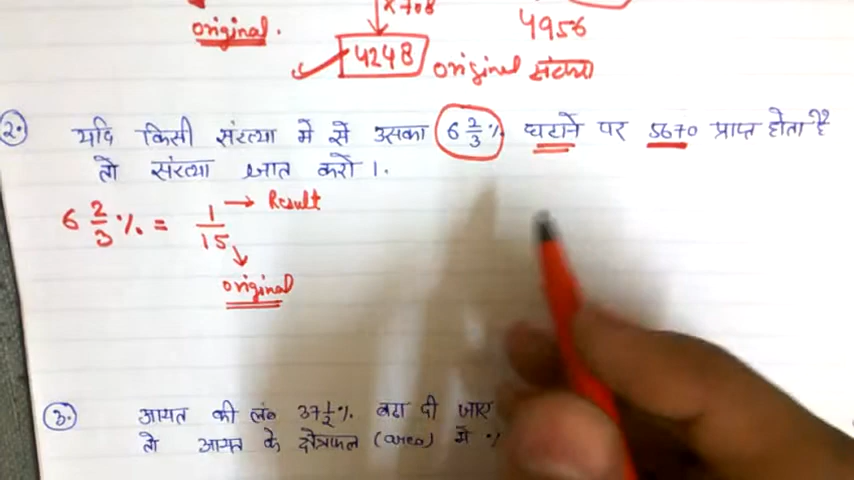 ×708
original.
4956
4248
original संख्या
2. यदि किसी संख्या में से उसका 6 2/3 % घटाने पर 5670 प्राप्त होता है
तो संख्या ज्ञात करो ।.
6 2/3 % = 1/15 → Result
original
3. आयत की लंo 37 1/2 % बढा दी जाए
तो आयत के क्षेत्रफल (area) में %